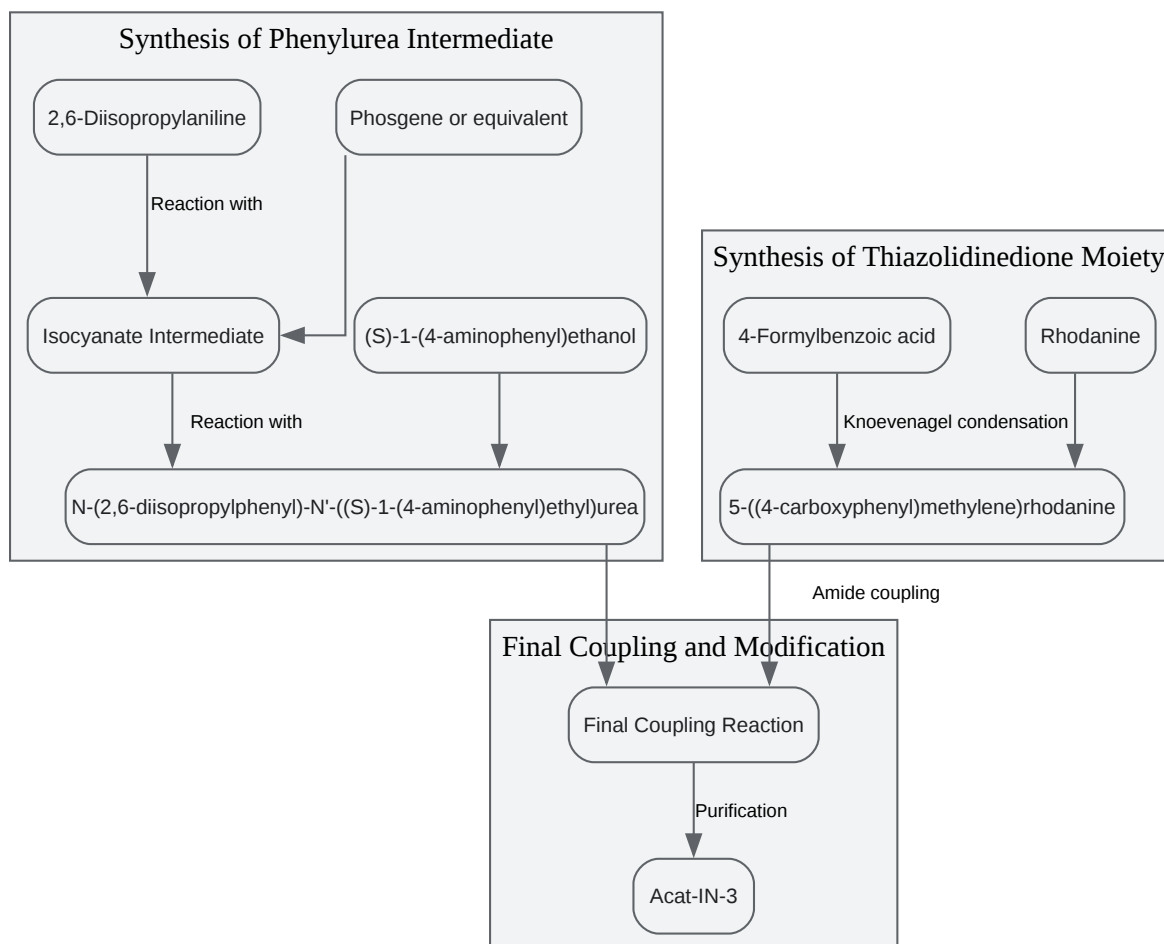 Synthesis of Phenylurea Intermediate
2,6-Diisopropylaniline
Phosgene or equivalent
Reaction with
Isocyanate Intermediate
(S)-1-(4-aminophenyl)ethanol
Reaction with
N-(2,6-diisopropylphenyl)-N'-((S)-1-(4-aminophenyl)ethyl)urea
Synthesis of Thiazolidinedione Moiety
4-Formylbenzoic acid
Rhodanine
Knoevenagel condensation
5-((4-carboxyphenyl)methylene)rhodanine
Amide coupling
Final Coupling and Modification
Final Coupling Reaction
Purification
Acat-IN-3